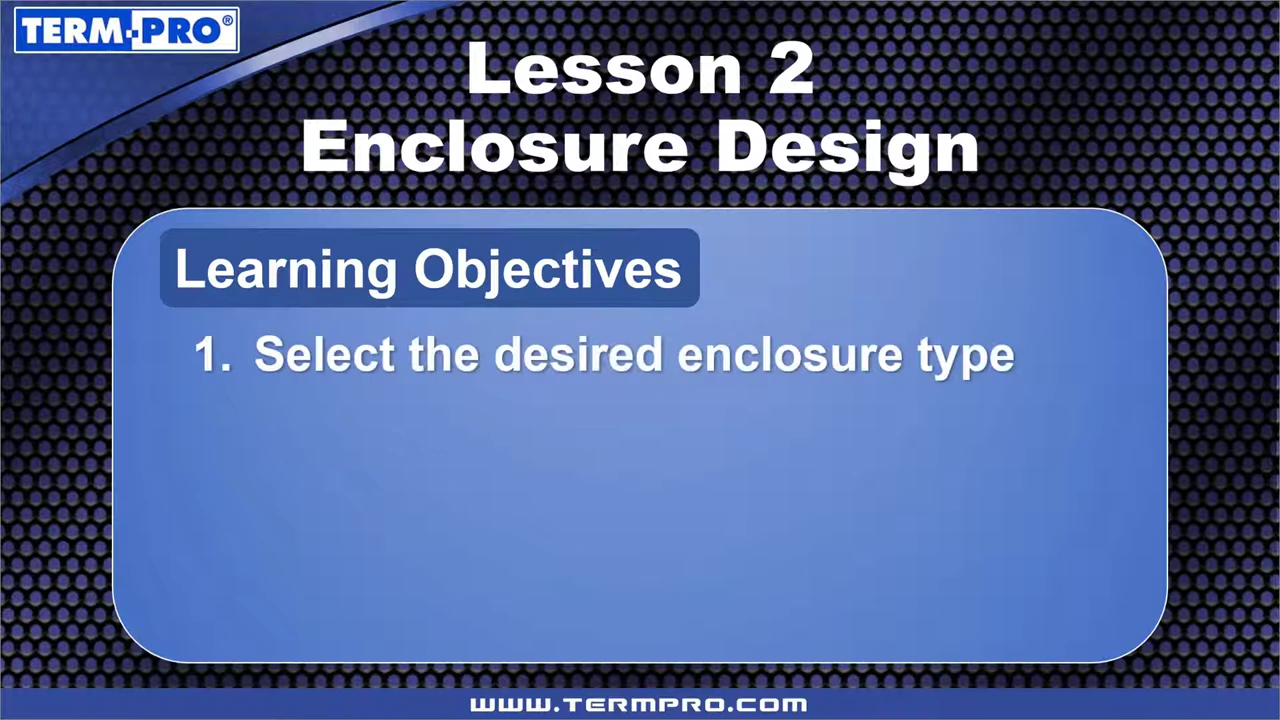 TERM-PRO®
Lesson 2
Enclosure Design
Learning Objectives
1. Select the desired enclosure type
WWW.TERMPRO.COM